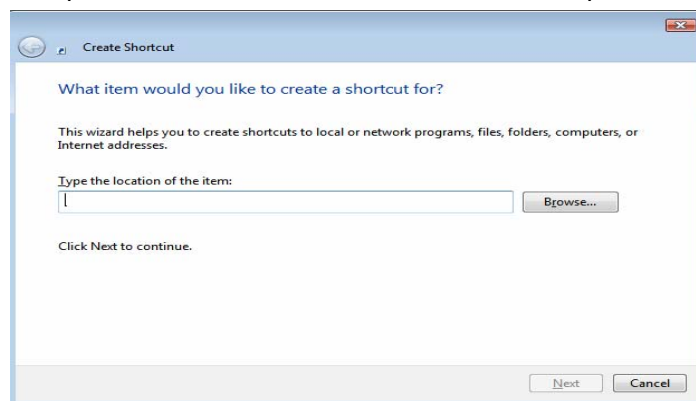 Create Shortcut
What item would you like to create a shortcut for?
This wizard helps you to create shortcuts to local or network programs, files, folders, computers, or
Internet addresses.
Type the location of the item:
Browse...
Click Next to continue.
Next Cancel